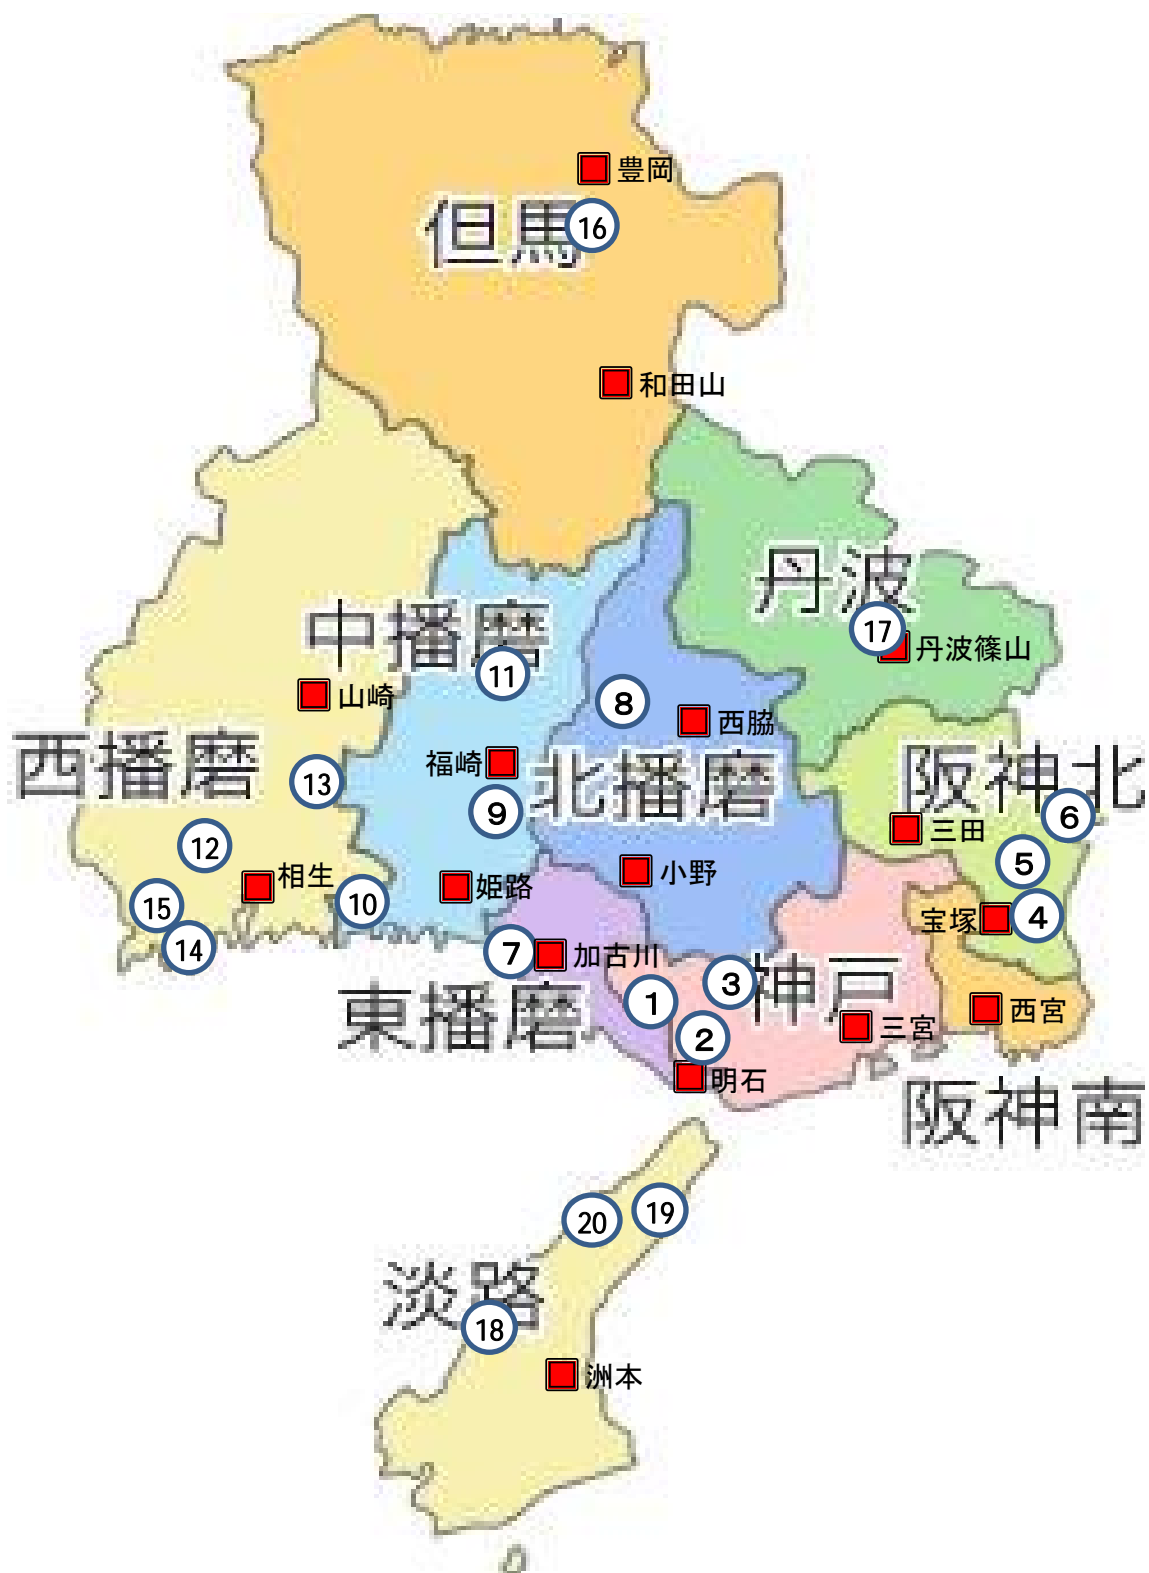 豊岡
但馬
16
和田山
丹波
17
丹波篠山
中播磨
11
山崎
8
西脇
西播磨
13
福崎
北播磨
阪神北
9
6
12
三田
5
相生
姫路
小野
15
10
宝塚
4
14
7
加古川
3
神戸
1
東播磨
2
三宮
西宮
明石
阪神南
20
19
淡路
18
洲本